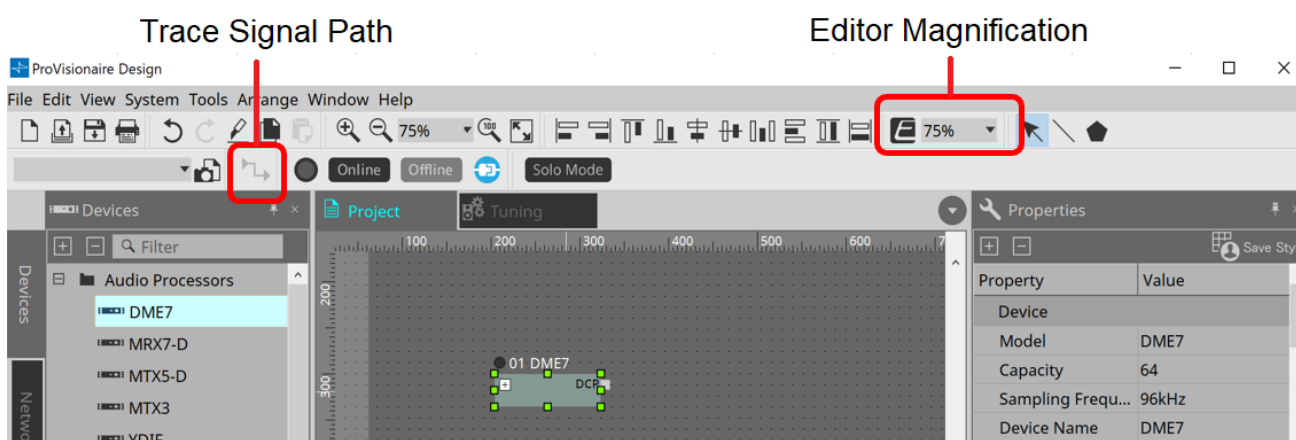 Trace Signal Path
Editor Magnification
ProVisionaire Design
File Edit View System Tools Arrange Window Help
75% 100 75%
Online Offline Solo Mode
Devices × Project Tuning Properties
Filter 100 200 300 400 500 600 7 Save Sty
Devices Audio Processors 200 Property Value
DME7 Device
MRX7-D 01 DME7 Model DME7
MTX5-D 300 DCP Capacity 64
Netwo MTX3 Sampling Frequ... 96kHz
Device Name DME7